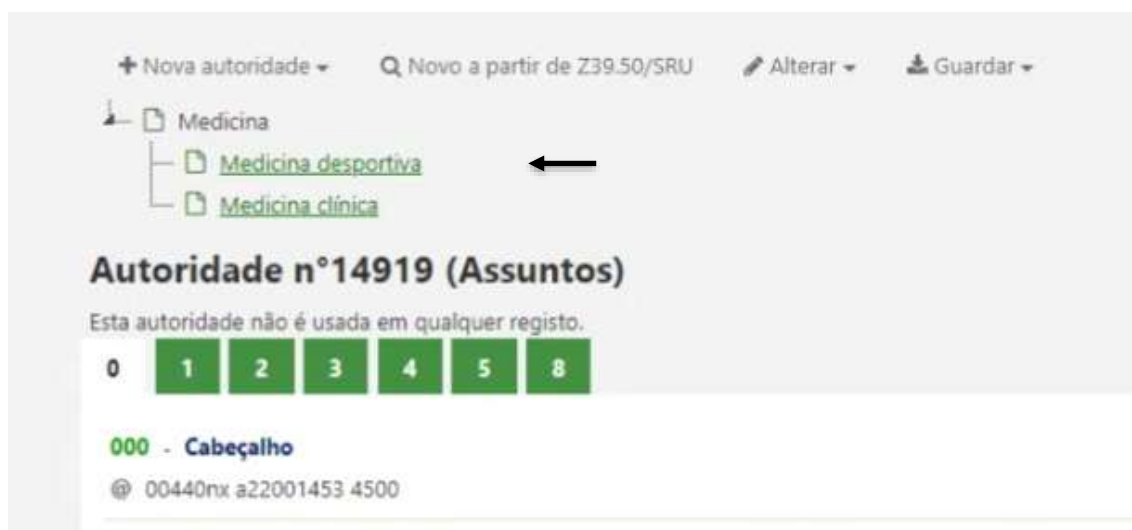 Nova autoridade Novo a partir de Z39.50/SRU Alterar Guardar
Medicina
Medicina desportiva
Medicina clínica
Autoridade n°14919 (Assuntos)
Esta autoridade não é usada em qualquer registo.
0 1 2 3 4 5 8
000 - Cabeçalho
@ 00440nx a22001453 4500